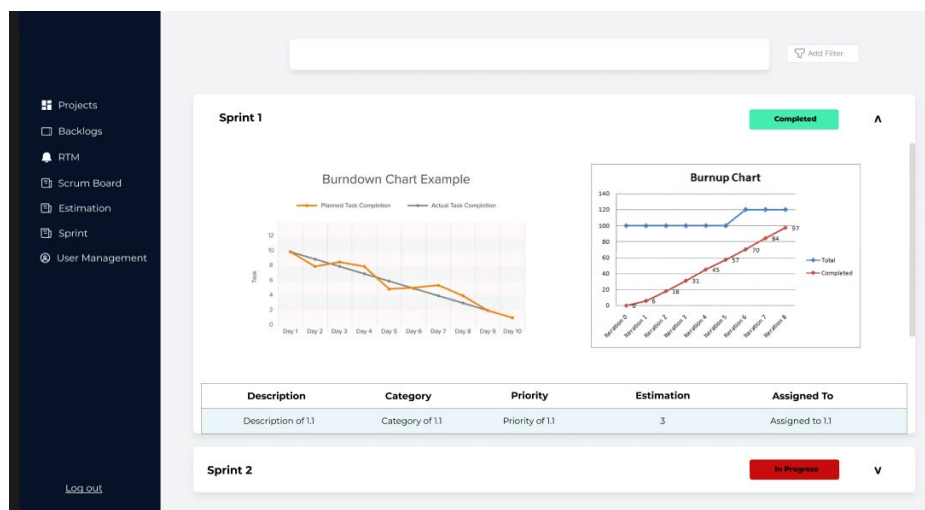 Add Filter
Projects
Backlogs
RTM
Scrum Board
Estimation
Sprint
User Management
Log out
Sprint 1
Completed
Burndown Chart Example
Planned Task Completion
Actual Task Completion
Task
12
10
8
6
4
2
0
Day 1 Day 2 Day 3 Day 4 Day 5 Day 6 Day 7 Day 8 Day 9 Day 10
Burnup Chart
140
120
100
80
60
40
20
0
0 6 18 31 45 57 70 84 97
Iteration 0 Iteration 1 Iteration 2 Iteration 3 Iteration 4 Iteration 5 Iteration 6 Iteration 7 Iteration 8
Total
Completed
Description Category Priority Estimation Assigned To
Description of 1.1 Category of 1.1 Priority of 1.1 3 Assigned to 1.1
Sprint 2
In Progress